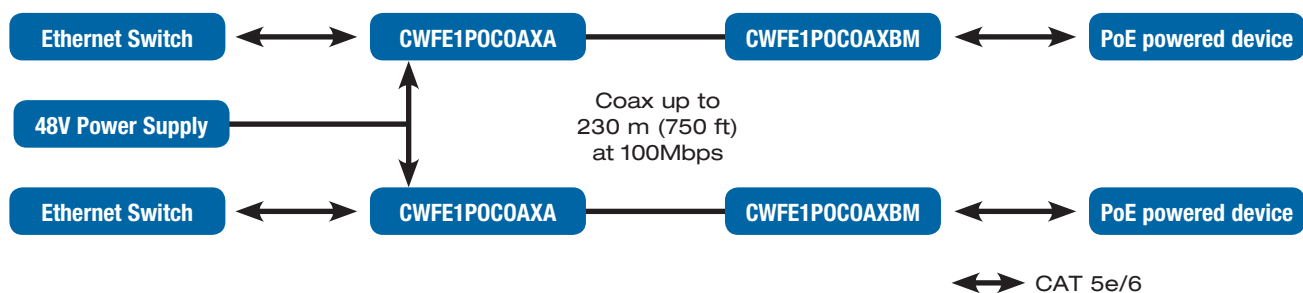 Ethernet Switch
CWFE1POCOAXA
CWFE1POCOAXBM
PoE powered device
48V Power Supply
Coax up to
230 m (750 ft)
at 100Mbps
Ethernet Switch
CWFE1POCOAXA
CWFE1POCOAXBM
PoE powered device
CAT 5e/6